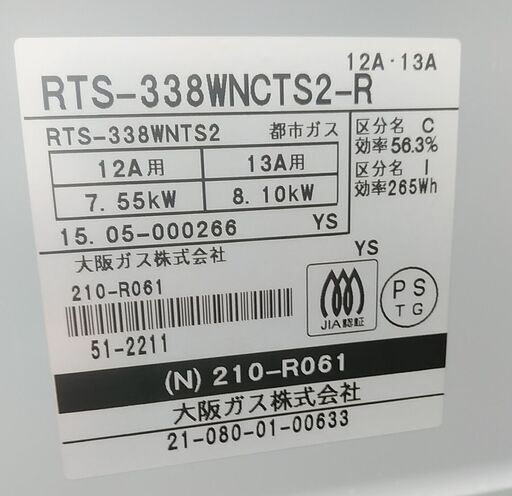 12A・13A
RTS-338WNCTS2-R
RTS-338WNTS2 都市ガス
区分名 C
効率56.3%
12A用 13A用
区分名 I
7.55kW 8.10kW
効率265Wh
15.05-000266 YS
大阪ガス株式会社
YS
210-R061
JIA認証
PS
TG
51-2211
(N) 210-R061
大阪ガス株式会社
21-080-01-00633